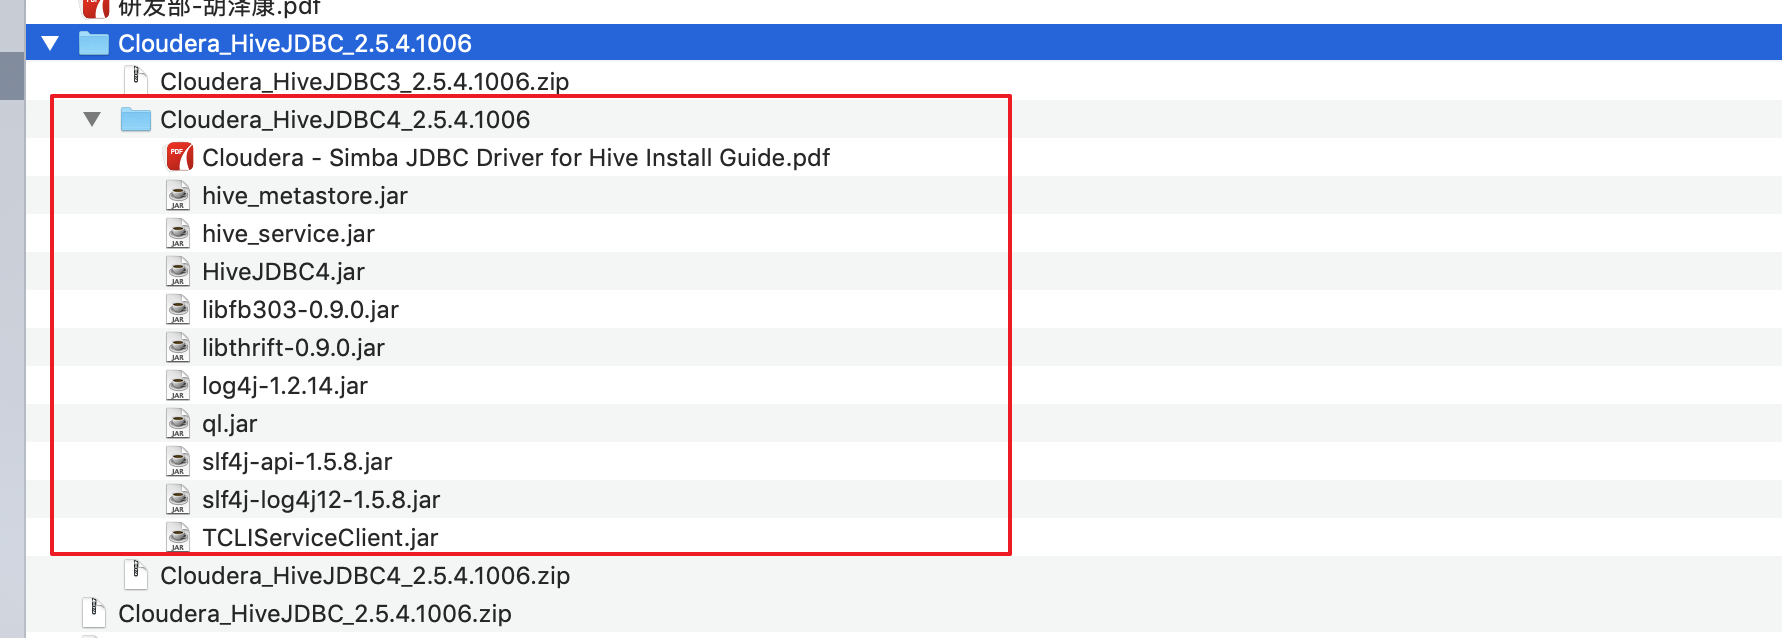 研发部-胡泽康.pdf
Cloudera_HiveJDBC_2.5.4.1006
Cloudera_HiveJDBC3_2.5.4.1006.zip
Cloudera_HiveJDBC4_2.5.4.1006
PDF Cloudera - Simba JDBC Driver for Hive Install Guide.pdf
JAR hive_metastore.jar
JAR hive_service.jar
JAR HiveJDBC4.jar
JAR libfb303-0.9.0.jar
JAR libthrift-0.9.0.jar
JAR log4j-1.2.14.jar
JAR ql.jar
JAR slf4j-api-1.5.8.jar
JAR slf4j-log4j12-1.5.8.jar
JAR TCLIServiceClient.jar
Cloudera_HiveJDBC4_2.5.4.1006.zip
Cloudera_HiveJDBC_2.5.4.1006.zip